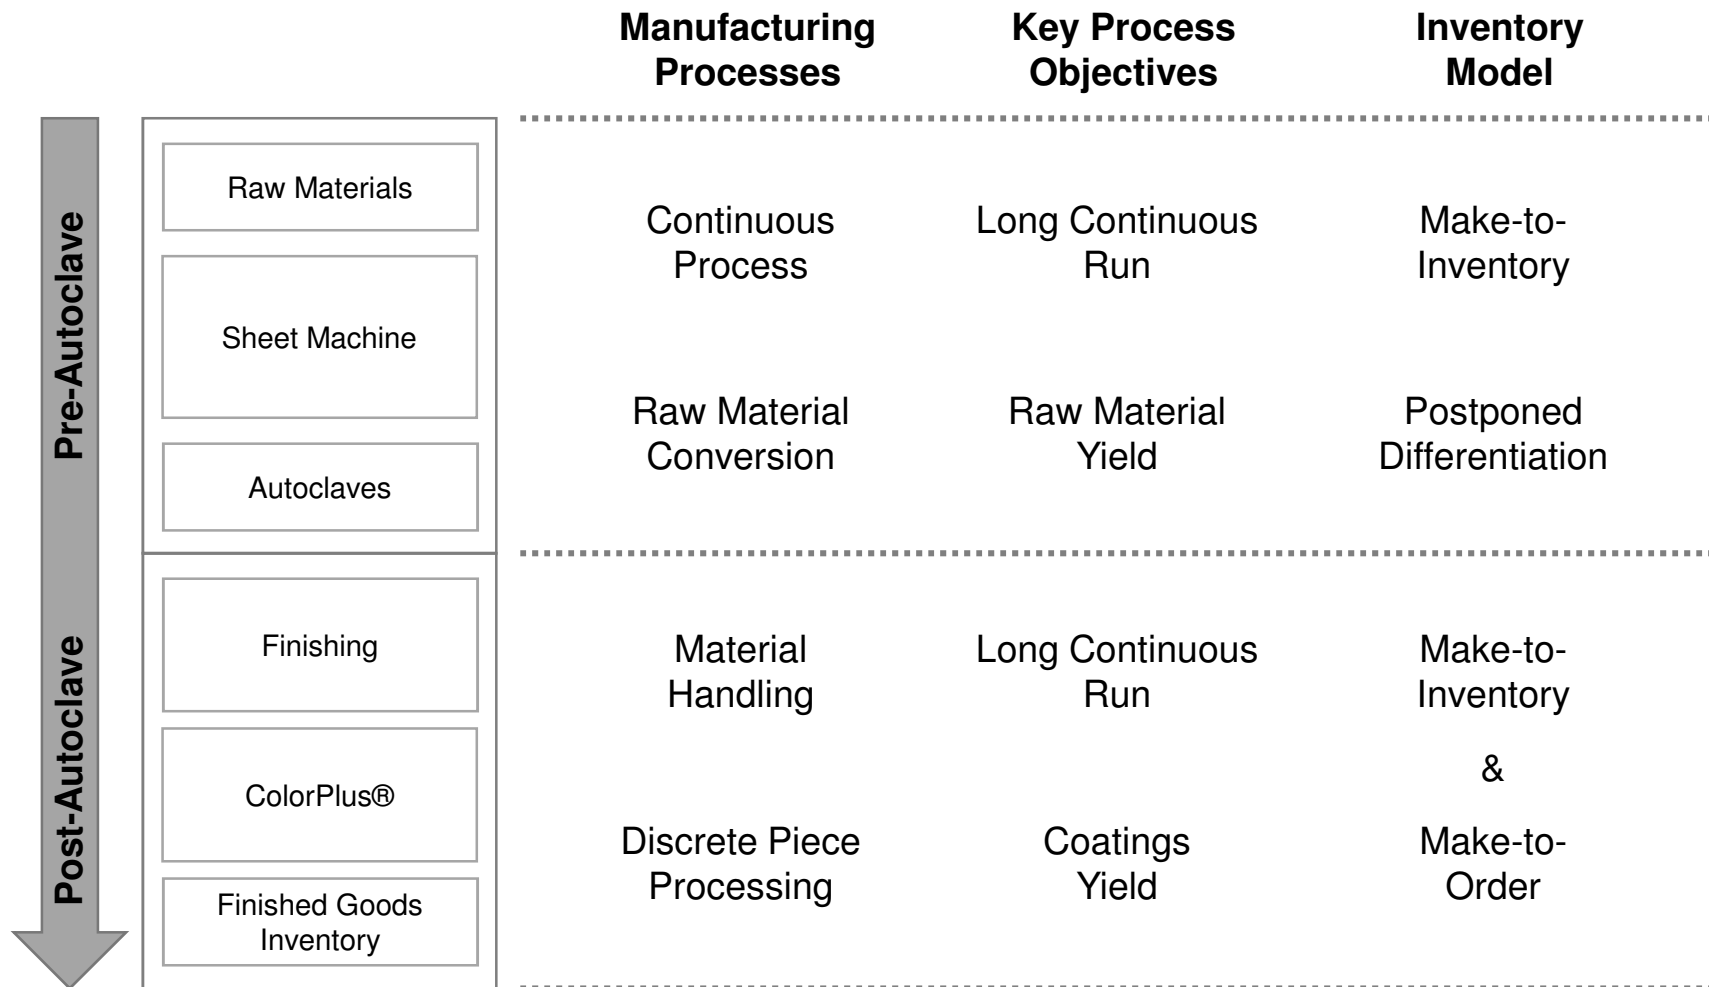 Manufacturing
Processes
Key Process
Objectives
Inventory
Model
Pre-Autoclave
Raw Materials
Sheet Machine
Autoclaves
Continuous
Process
Long Continuous
Run
Make-to-
Inventory
Raw Material
Conversion
Raw Material
Yield
Postponed
Differentiation
Post-Autoclave
Finishing
ColorPlus®
Finished Goods
Inventory
Material
Handling
Long Continuous
Run
Make-to-
Inventory
&
Discrete Piece
Processing
Coatings
Yield
Make-to-
Order